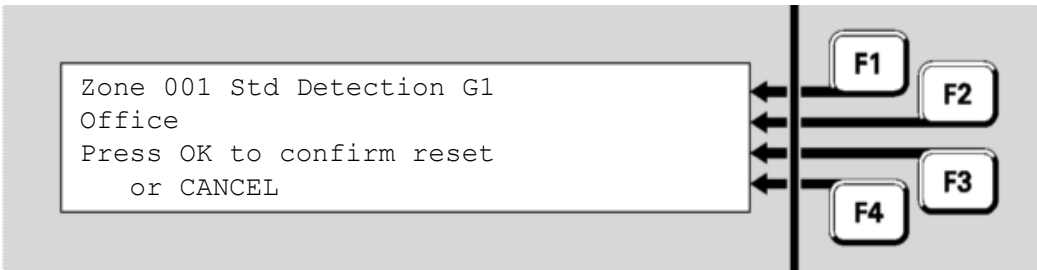 Zone 001 Std Detection G1
Office
Press OK to confirm reset
or CANCEL
F1
F2
F3
F4